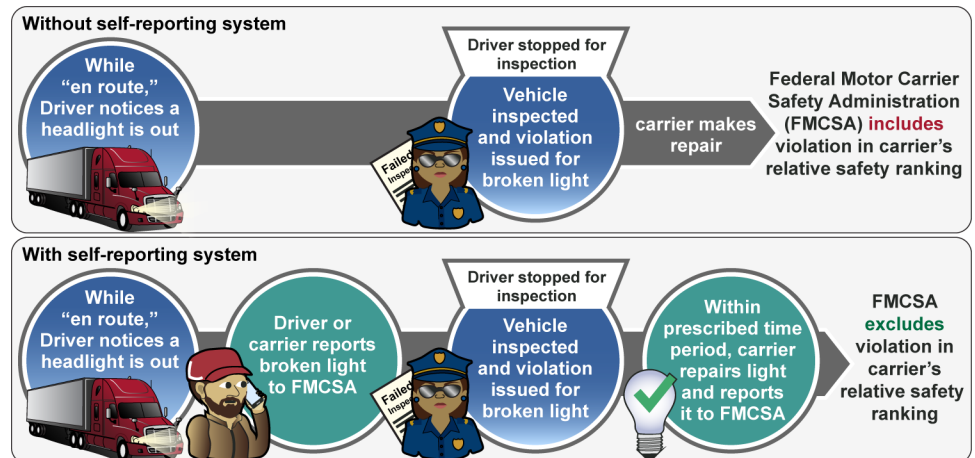 Without self-reporting system
While
“en route,”
Driver notices a
headlight is out
Driver stopped for
inspection
Vehicle
inspected
and violation
issued for
broken light
Failed
carrier makes
repair
Federal Motor Carrier
Safety Administration
(FMCSA) includes
violation in carrier’s
relative safety ranking
With self-reporting system
While
“en route,”
Driver notices a
headlight is out
Driver or
carrier reports
broken light
to FMCSA
Driver stopped for
inspection
Vehicle
inspected
and violation
issued for
broken light
Failed
Within
prescribed time
period, carrier
repairs light
and reports
it to FMCSA
FMCSA
excludes
violation in
carrier’s
relative safety
ranking